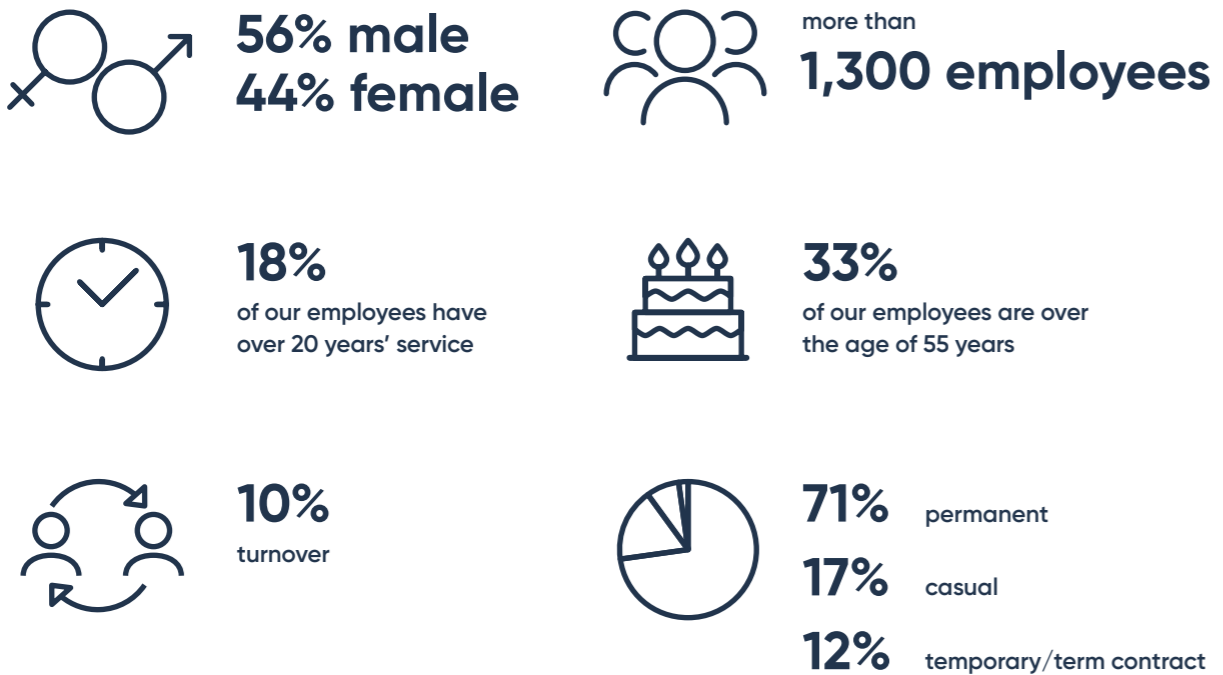 56% male
44% female
more than
1,300 employees
18%
of our employees have
over 20 years’ service
33%
of our employees are over
the age of 55 years
10%
turnover
71% permanent
17% casual
12% temporary/term contract